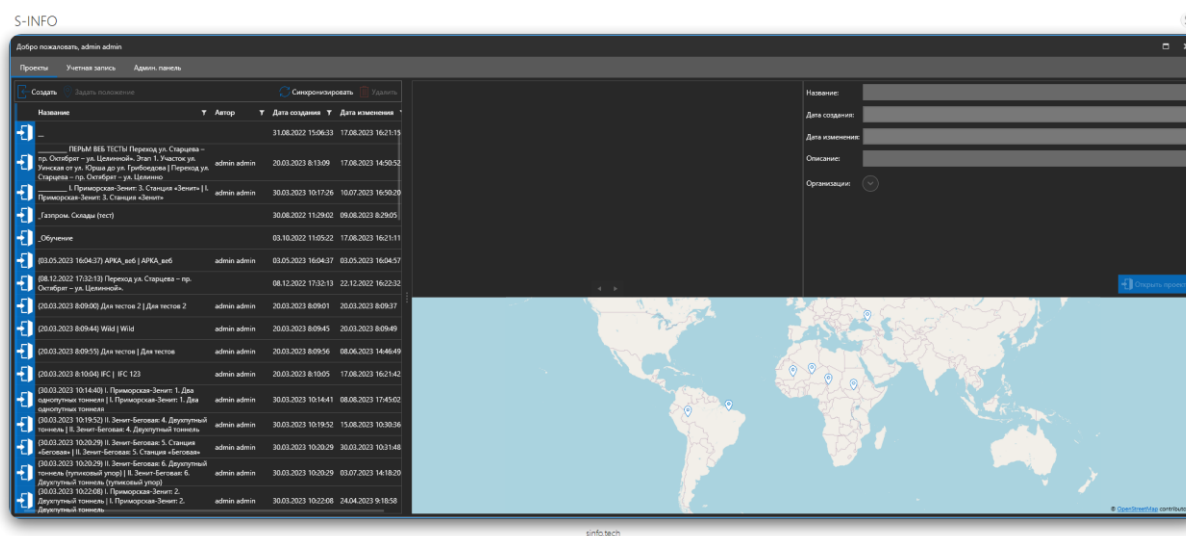 S-INFO
Добро пожаловать, admin admin
Проекты Учетная запись Админ. панель
Создать Задать положение Синхронизировать Удалить
Название Автор Дата создания Дата изменения
__ 31.08.2022 15:06:33 17.08.2023 16:21:15
_______ ПЕРЬМ ВЕБ ТЕСТЫ Переход ул. Старцева –
пр. Октябрят – ул. Целинной». Этап 1. Участок ул.
Уинская от ул. Юрша до ул. Грибоедова | Переход ул.
Старцева – пр. Октябрят – ул. Целинно
admin admin 20.03.2023 8:13:09 17.08.2023 14:50:52
_______ I. Приморская-Зенит: 3. Станция «Зенит» | I.
Приморская-Зенит: 3. Станция «Зенит»
admin admin 30.03.2023 10:17:26 10.07.2023 16:50:20
_Газпром. Склады (тест) 30.08.2022 11:29:02 09.08.2023 8:29:05
_Обучение 03.10.2022 11:05:22 17.08.2023 16:21:11
(03.05.2023 16:04:37) АРКА_веб | АРКА_веб admin admin 03.05.2023 16:04:37 03.05.2023 16:04:57
(08.12.2022 17:32:13) Переход ул. Старцева – пр.
Октябрят – ул. Целинной».
08.12.2022 17:32:13 22.12.2022 16:22:32
(20.03.2023 8:09:00) Для тестов 2 | Для тестов 2 admin admin 20.03.2023 8:09:01 20.03.2023 8:09:37
(20.03.2023 8:09:44) Wild | Wild admin admin 20.03.2023 8:09:45 20.03.2023 8:09:49
(20.03.2023 8:09:55) Для тестов | Для тестов admin admin 20.03.2023 8:09:56 08.06.2023 14:46:49
(20.03.2023 8:10:04) IFC | IFC 123 admin admin 20.03.2023 8:10:05 17.08.2023 16:21:42
(30.03.2023 10:14:40) I. Приморская-Зенит: 1. Два
однопутных тоннеля | I. Приморская-Зенит: 1. Два
однопутных тоннеля
admin admin 30.03.2023 10:14:41 08.08.2023 17:45:02
(30.03.2023 10:19:52) II. Зенит-Беговая: 4. Двухпутный
тоннель | II. Зенит-Беговая: 4. Двухпутный тоннель
admin admin 30.03.2023 10:19:52 15.08.2023 10:30:36
(30.03.2023 10:20:29) II. Зенит-Беговая: 5. Станция
«Беговая» | II. Зенит-Беговая: 5. Станция «Беговая»
admin admin 30.03.2023 10:20:29 30.03.2023 10:31:48
(30.03.2023 10:20:29) II. Зенит-Беговая: 6. Двухпутный
тоннель (тупиковый упор) | II. Зенит-Беговая: 6.
Двухпутный тоннель (тупиковый упор)
admin admin 30.03.2023 10:20:29 03.07.2023 14:18:20
(30.03.2023 10:22:08) I. Приморская-Зенит: 2.
Двухпутный тоннель | I. Приморская-Зенит: 2.
Двухпутный тоннель
admin admin 30.03.2023 10:22:08 24.04.2023 9:18:58
Название:
Дата создания:
Дата изменения:
Описание:
Организации:
Открыть проект
© OpenStreetMap contributo
sinfo.tech